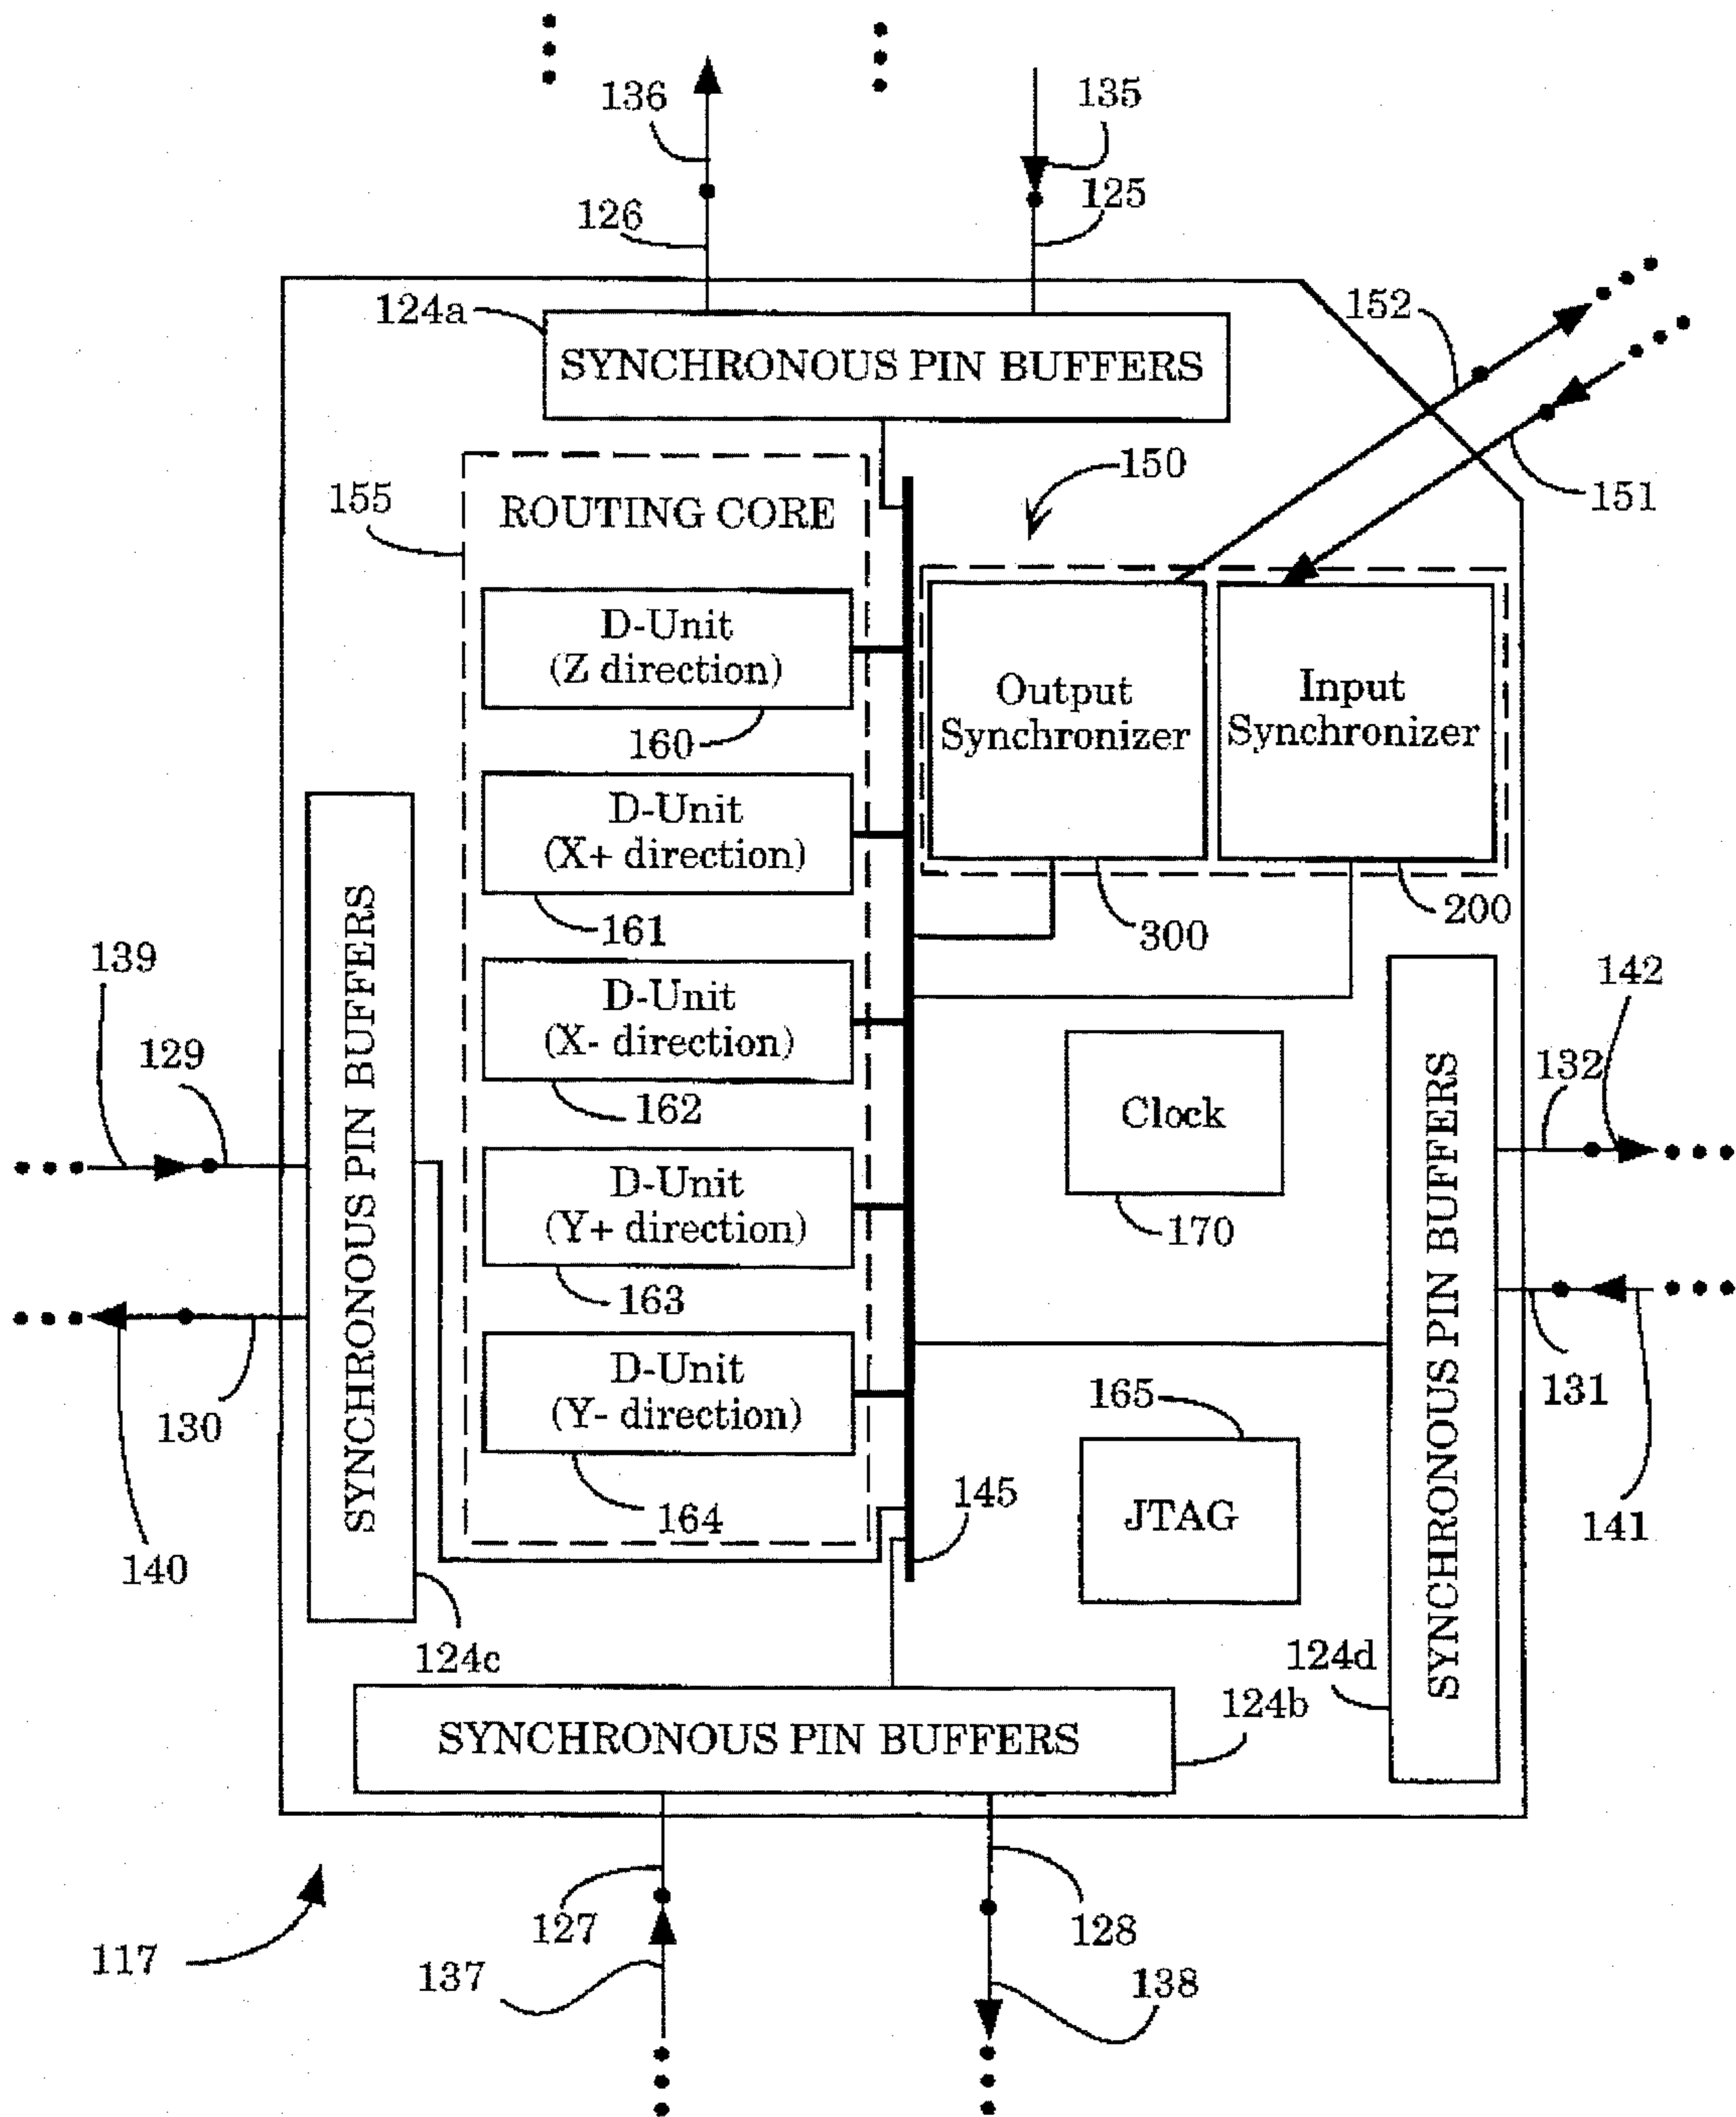 136
135
126
125
124a
SYNCHRONOUS PIN BUFFERS
152
151
150
155
ROUTING CORE
D-Unit
(Z direction)
160
Output
Synchronizer
Input
Synchronizer
D-Unit
(X+ direction)
161
300
200
D-Unit
(X- direction)
162
139
129
SYNCHRONOUS PIN BUFFERS
Clock
170
142
132
D-Unit
(Y+ direction)
163
D-Unit
(Y- direction)
164
130
140
165
JTAG
145
SYNCHRONOUS PIN BUFFERS
131
141
124c
124d
SYNCHRONOUS PIN BUFFERS
124b
127
128
117
137
138